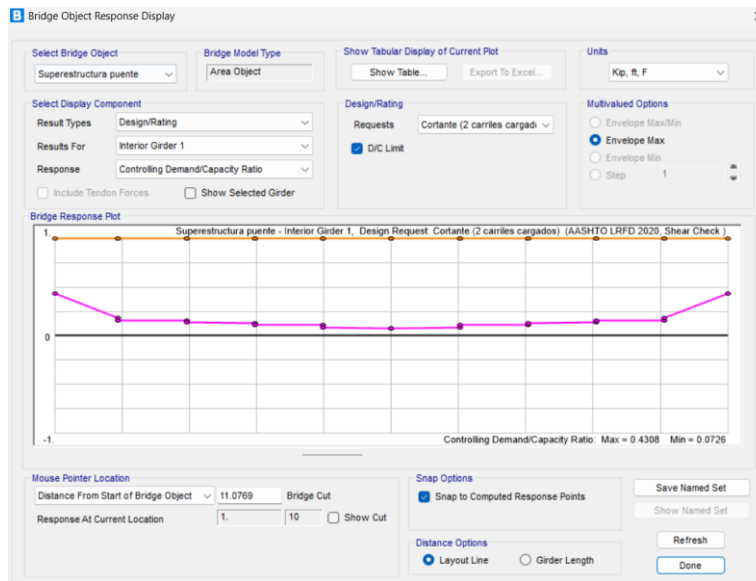 B Bridge Object Response Display
Select Bridge Object
Superestructura puente
Bridge Model Type
Area Object
Show Tabular Display of Current Plot
Show Table...
Export To Excel...
Units
Kip, ft, F
Select Display Component
Result Types
Design/Rating
Results For
Interior Girder 1
Response
Controlling Demand/Capacity Ratio
Include Tendon Forces
Show Selected Girder
Design/Rating
Requests
Cortante (2 carriles cargad
D/C Limit
Multivalued Options
Envelope Max/Min
Envelope Max
Envelope Min
Step 1
Bridge Response Plot
1.
Superestructura puente - Interior Girder 1, Design Request: Cortante (2 carriles cargados) (AASHTO LRFD 2020, Shear Check )
0
-1.
Controlling Demand/Capacity Ratio: Max = 0.4308 Min = 0.0726
Mouse Pointer Location
Distance From Start of Bridge Object
11.0769
Bridge Cut
Response At Current Location
1.
10
Show Cut
Snap Options
Snap to Computed Response Points
Distance Options
Layout Line
Girder Length
Save Named Set
Show Named Set
Refresh
Done